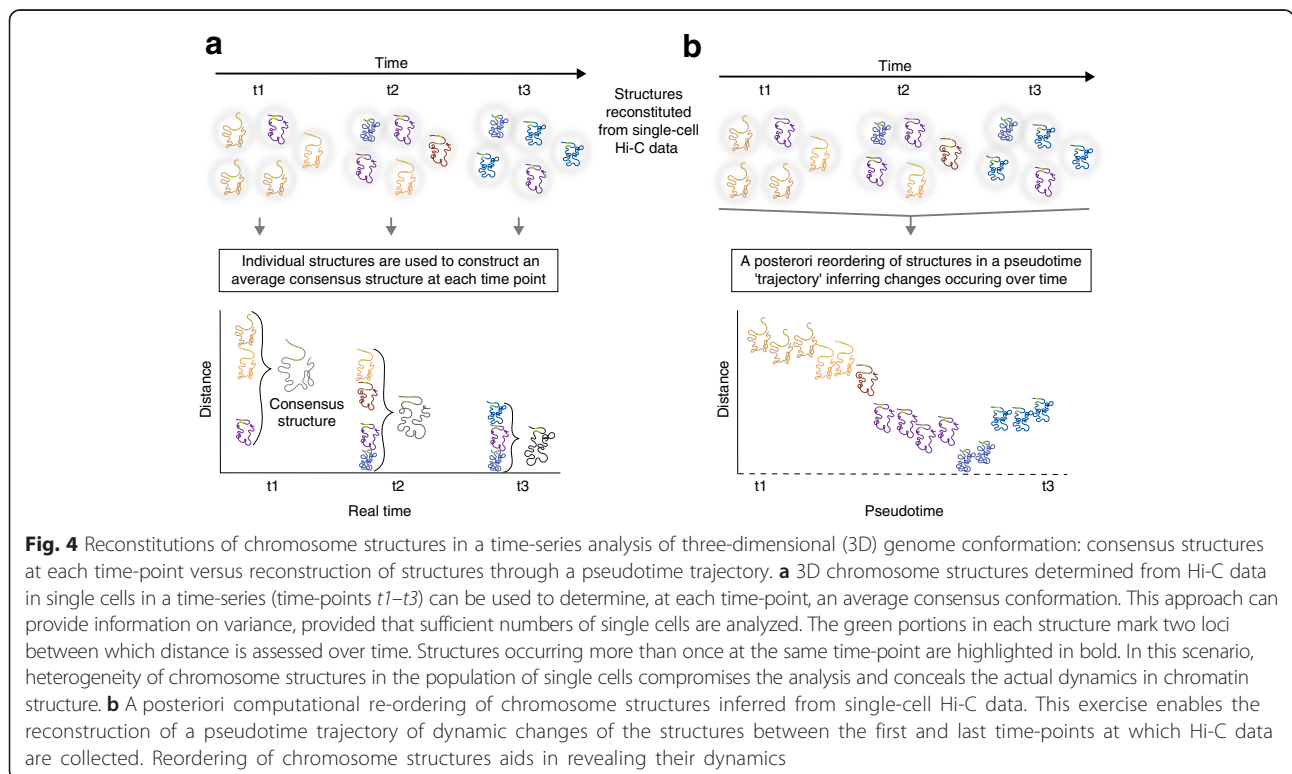 a
Time
t1 t2 t3
Structures
reconstituted
from single-cell
Hi-C data
b
Time
t1 t2 t3
Individual structures are used to construct an
average consensus structure at each time point
A posterori reordering of structures in a pseudotime
'trajectory' inferring changes occuring over time
Distance
Consensus
structure
t1 t2 t3
Real time
Distance
t1 t3
Pseudotime
Fig. 4 Reconstitutions of chromosome structures in a time-series analysis of three-dimensional (3D) genome conformation: consensus structures
at each time-point versus reconstruction of structures through a pseudotime trajectory. a 3D chromosome structures determined from Hi-C data
in single cells in a time-series (time-points t1–t3) can be used to determine, at each time-point, an average consensus conformation. This approach can
provide information on variance, provided that sufficient numbers of single cells are analyzed. The green portions in each structure mark two loci
between which distance is assessed over time. Structures occurring more than once at the same time-point are highlighted in bold. In this scenario,
heterogeneity of chromosome structures in the population of single cells compromises the analysis and conceals the actual dynamics in chromatin
structure. b A posteriori computational re-ordering of chromosome structures inferred from single-cell Hi-C data. This exercise enables the
reconstruction of a pseudotime trajectory of dynamic changes of the structures between the first and last time-points at which Hi-C data
are collected. Reordering of chromosome structures aids in revealing their dynamics